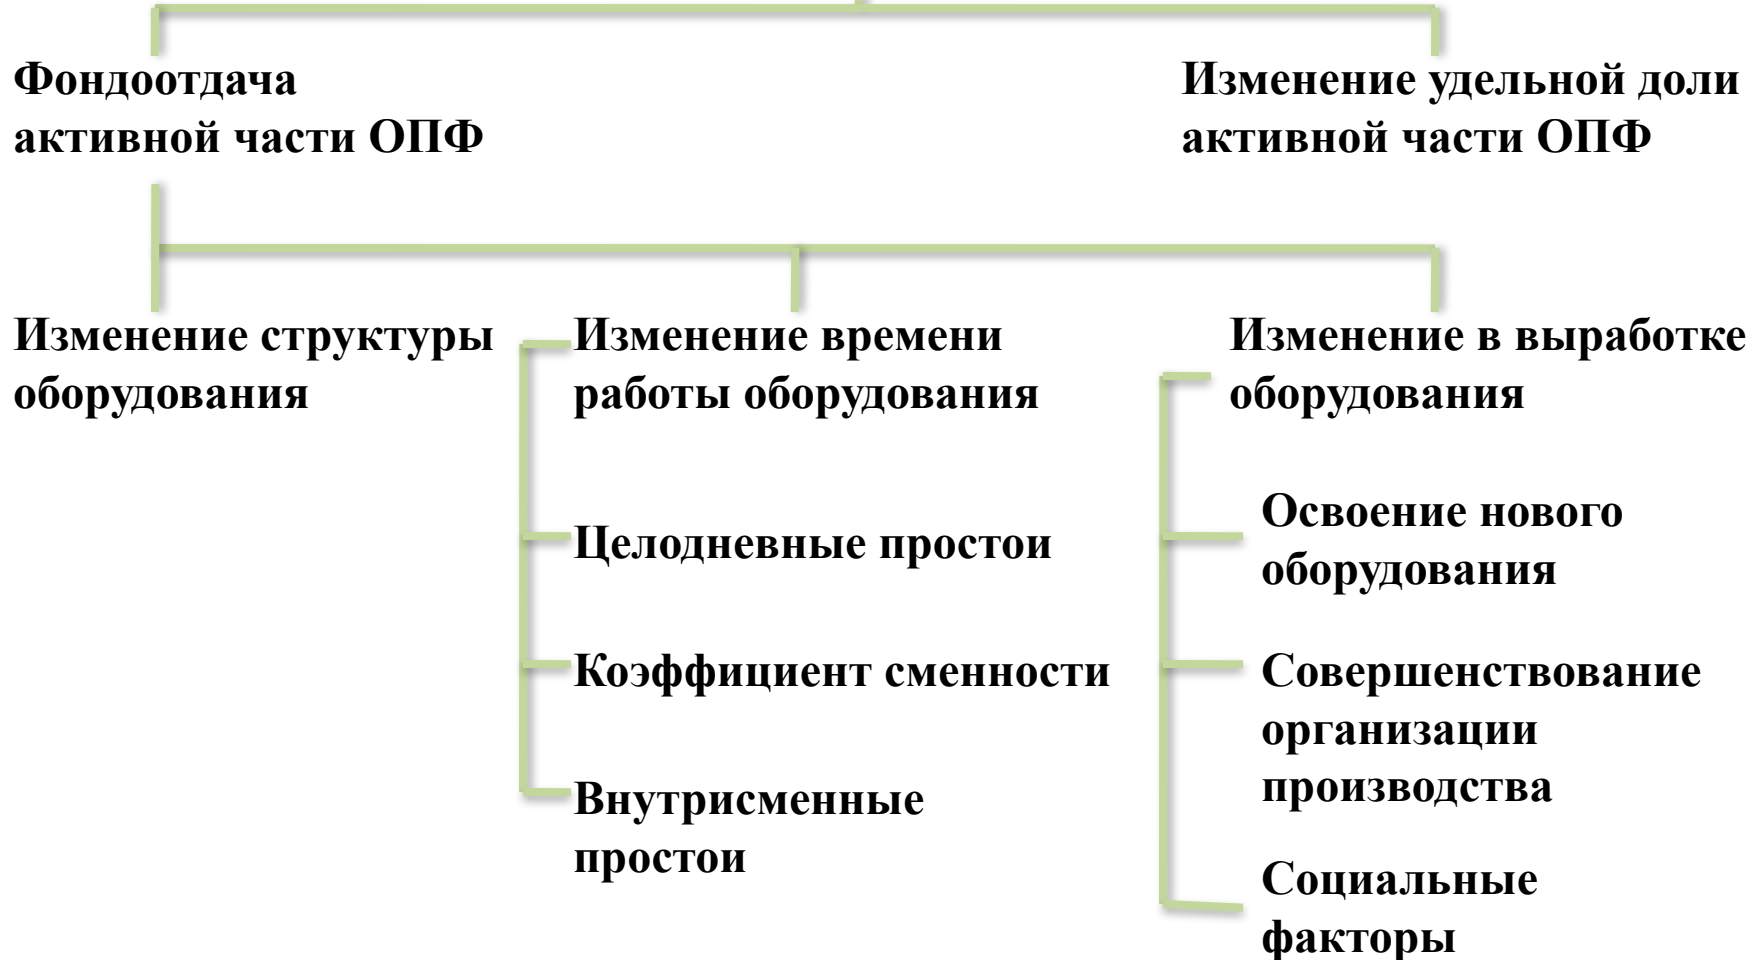 Фондоотдача
активной части ОПФ
Изменение удельной доли
активной части ОПФ
Изменение структуры
оборудования
Изменение времени
работы оборудования
Целодневные простои
Коэффициент сменности
Внутрисменные
простои
Изменение в выработке
оборудования
Освоение нового
оборудования
Совершенствование
организации
производства
Социальные
факторы